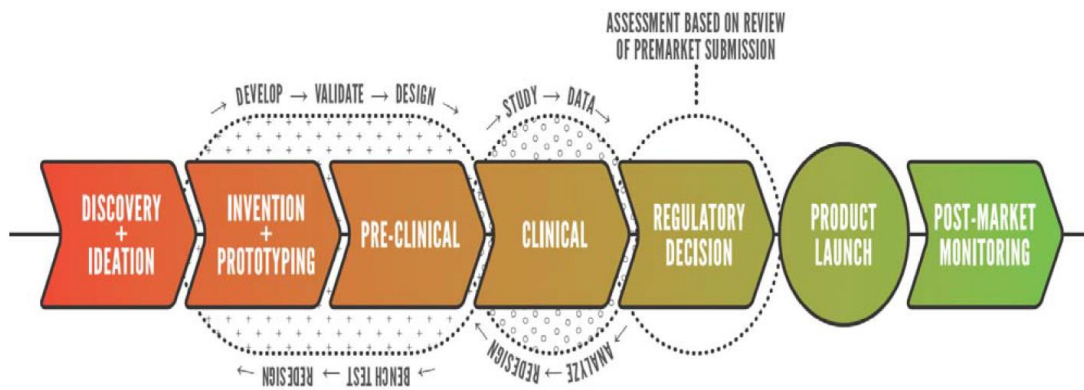 ASSESSMENT BASED ON REVIEW
OF PREMARKET SUBMISSION
→ DEVELOP → VALIDATE → DESIGN →
→ STUDY → DATA →
DISCOVERY
+
IDEATION
INVENTION
+
PROTOTYPING
PRE-CLINICAL
CLINICAL
REGULATORY
DECISION
PRODUCT
LAUNCH
POST-MARKET
MONITORING
→ BENCH TEST → REDESIGN →
→ ANALYZE → REDESIGN →